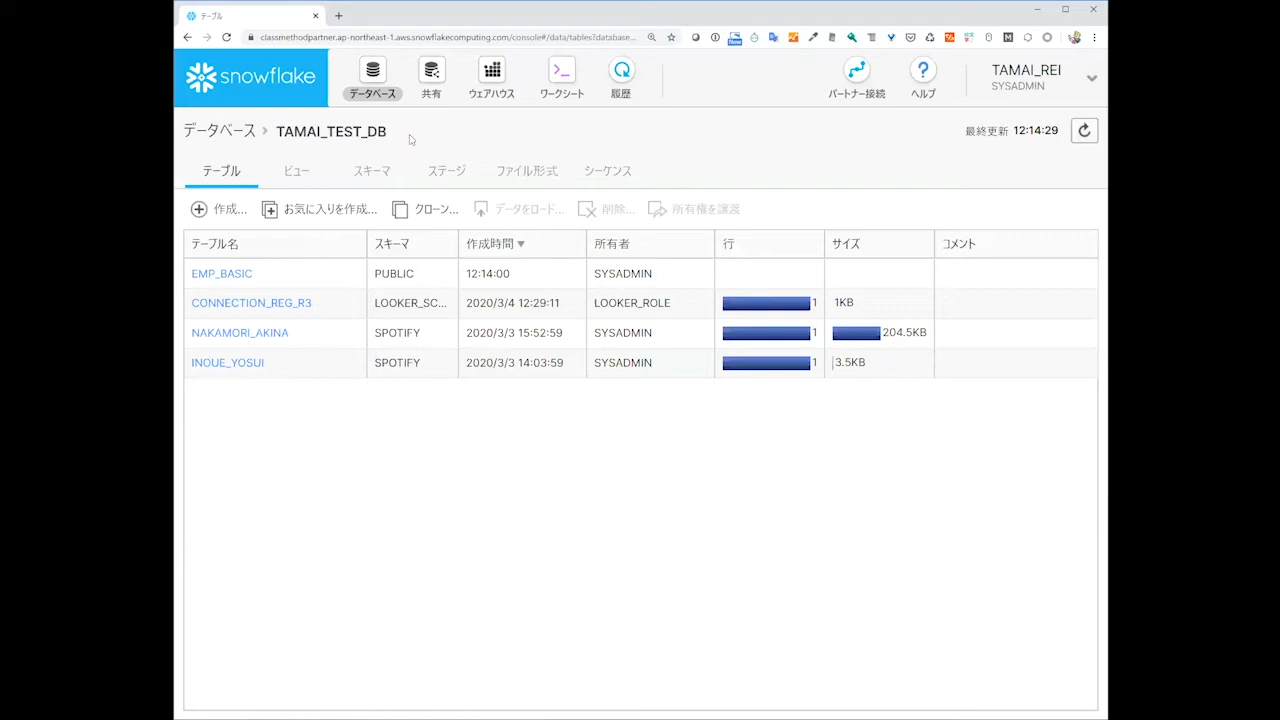 テーブル
classmethodpartner.ap-northeast-1.aws.snowflakecomputing.com/console#/data/tables?database...
New
snowflake
データベース
共有
ウェアハウス
ワークシート
履歴
パートナー接続
ヘルプ
TAMAI_REI
SYSADMIN
データベース > TAMAI_TEST_DB
最終更新 12:14:29
テーブル ビュー スキーマ ステージ ファイル形式 シーケンス
作成... お気に入りを作成... クローン... データをロード... 削除... 所有権を譲渡
テーブル名 スキーマ 作成時間 ▼ 所有者 行 サイズ コメント
EMP_BASIC PUBLIC 12:14:00 SYSADMIN
CONNECTION_REG_R3 LOOKER_SC... 2020/3/4 12:29:11 LOOKER_ROLE 1 1KB
NAKAMORI_AKINA SPOTIFY 2020/3/3 15:52:59 SYSADMIN 1 204.5KB
INOUE_YOSUI SPOTIFY 2020/3/3 14:03:59 SYSADMIN 1 3.5KB